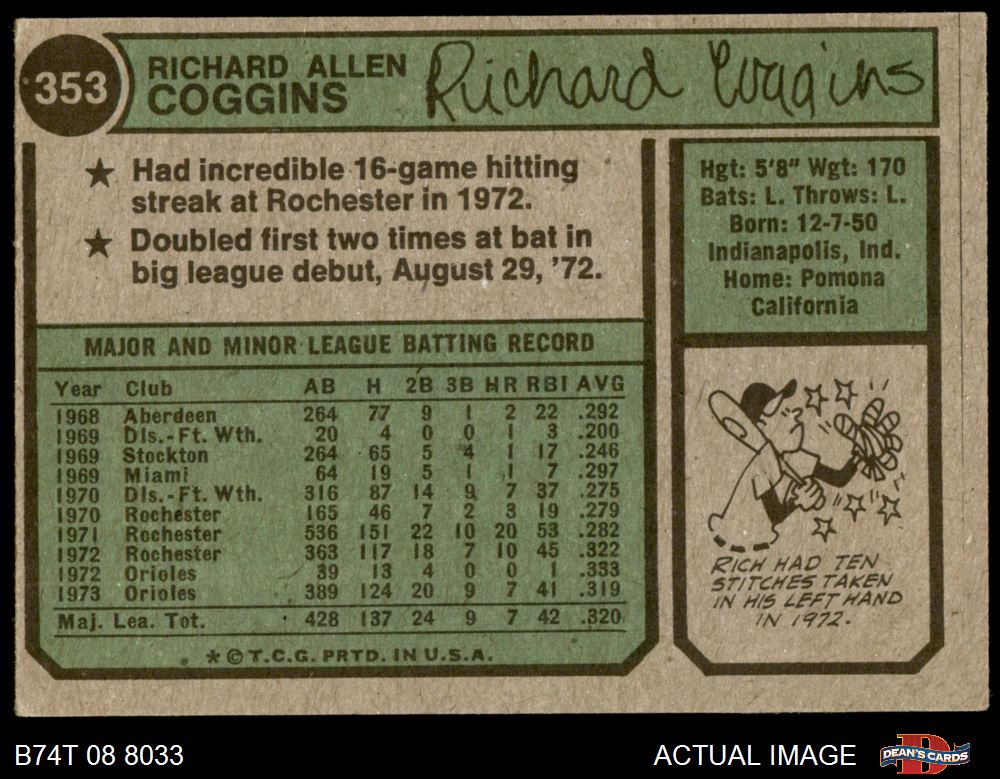 353
RICHARD ALLEN
COGGINS
Richard Coggins
★ Had incredible 16-game hitting
streak at Rochester in 1972.
★ Doubled first two times at bat in
big league debut, August 29, '72.
Hgt: 5'8" Wgt: 170
Bats: L. Throws: L.
Born: 12-7-50
Indianapolis, Ind.
Home: Pomona
California
MAJOR AND MINOR LEAGUE BATTING RECORD
Year Club AB H 2B 3B HR RBI AVG
1968 Aberdeen 264 77 9 1 2 22 .292
1969 Dls.-Ft. Wth. 20 4 0 0 1 3 .200
1969 Stockton 264 65 5 4 1 17 .246
1969 Miami 64 19 5 1 1 7 .297
1970 Dls.-Ft. Wth. 316 87 14 9 7 37 .275
1970 Rochester 165 46 7 2 3 19 .279
1971 Rochester 536 151 22 10 20 53 .282
1972 Rochester 363 117 18 7 10 45 .322
1972 Orioles 39 13 4 0 0 1 .333
1973 Orioles 389 124 20 9 7 41 .319
Maj. Lea. Tot. 428 137 24 9 7 42 .320
* © T.C.G. PRTD. IN U.S.A.
RICH HAD TEN
STITCHES TAKEN
IN HIS LEFT HAND
IN 1972.
B74T 08 8033
ACTUAL IMAGE
DEAN'S CARDS